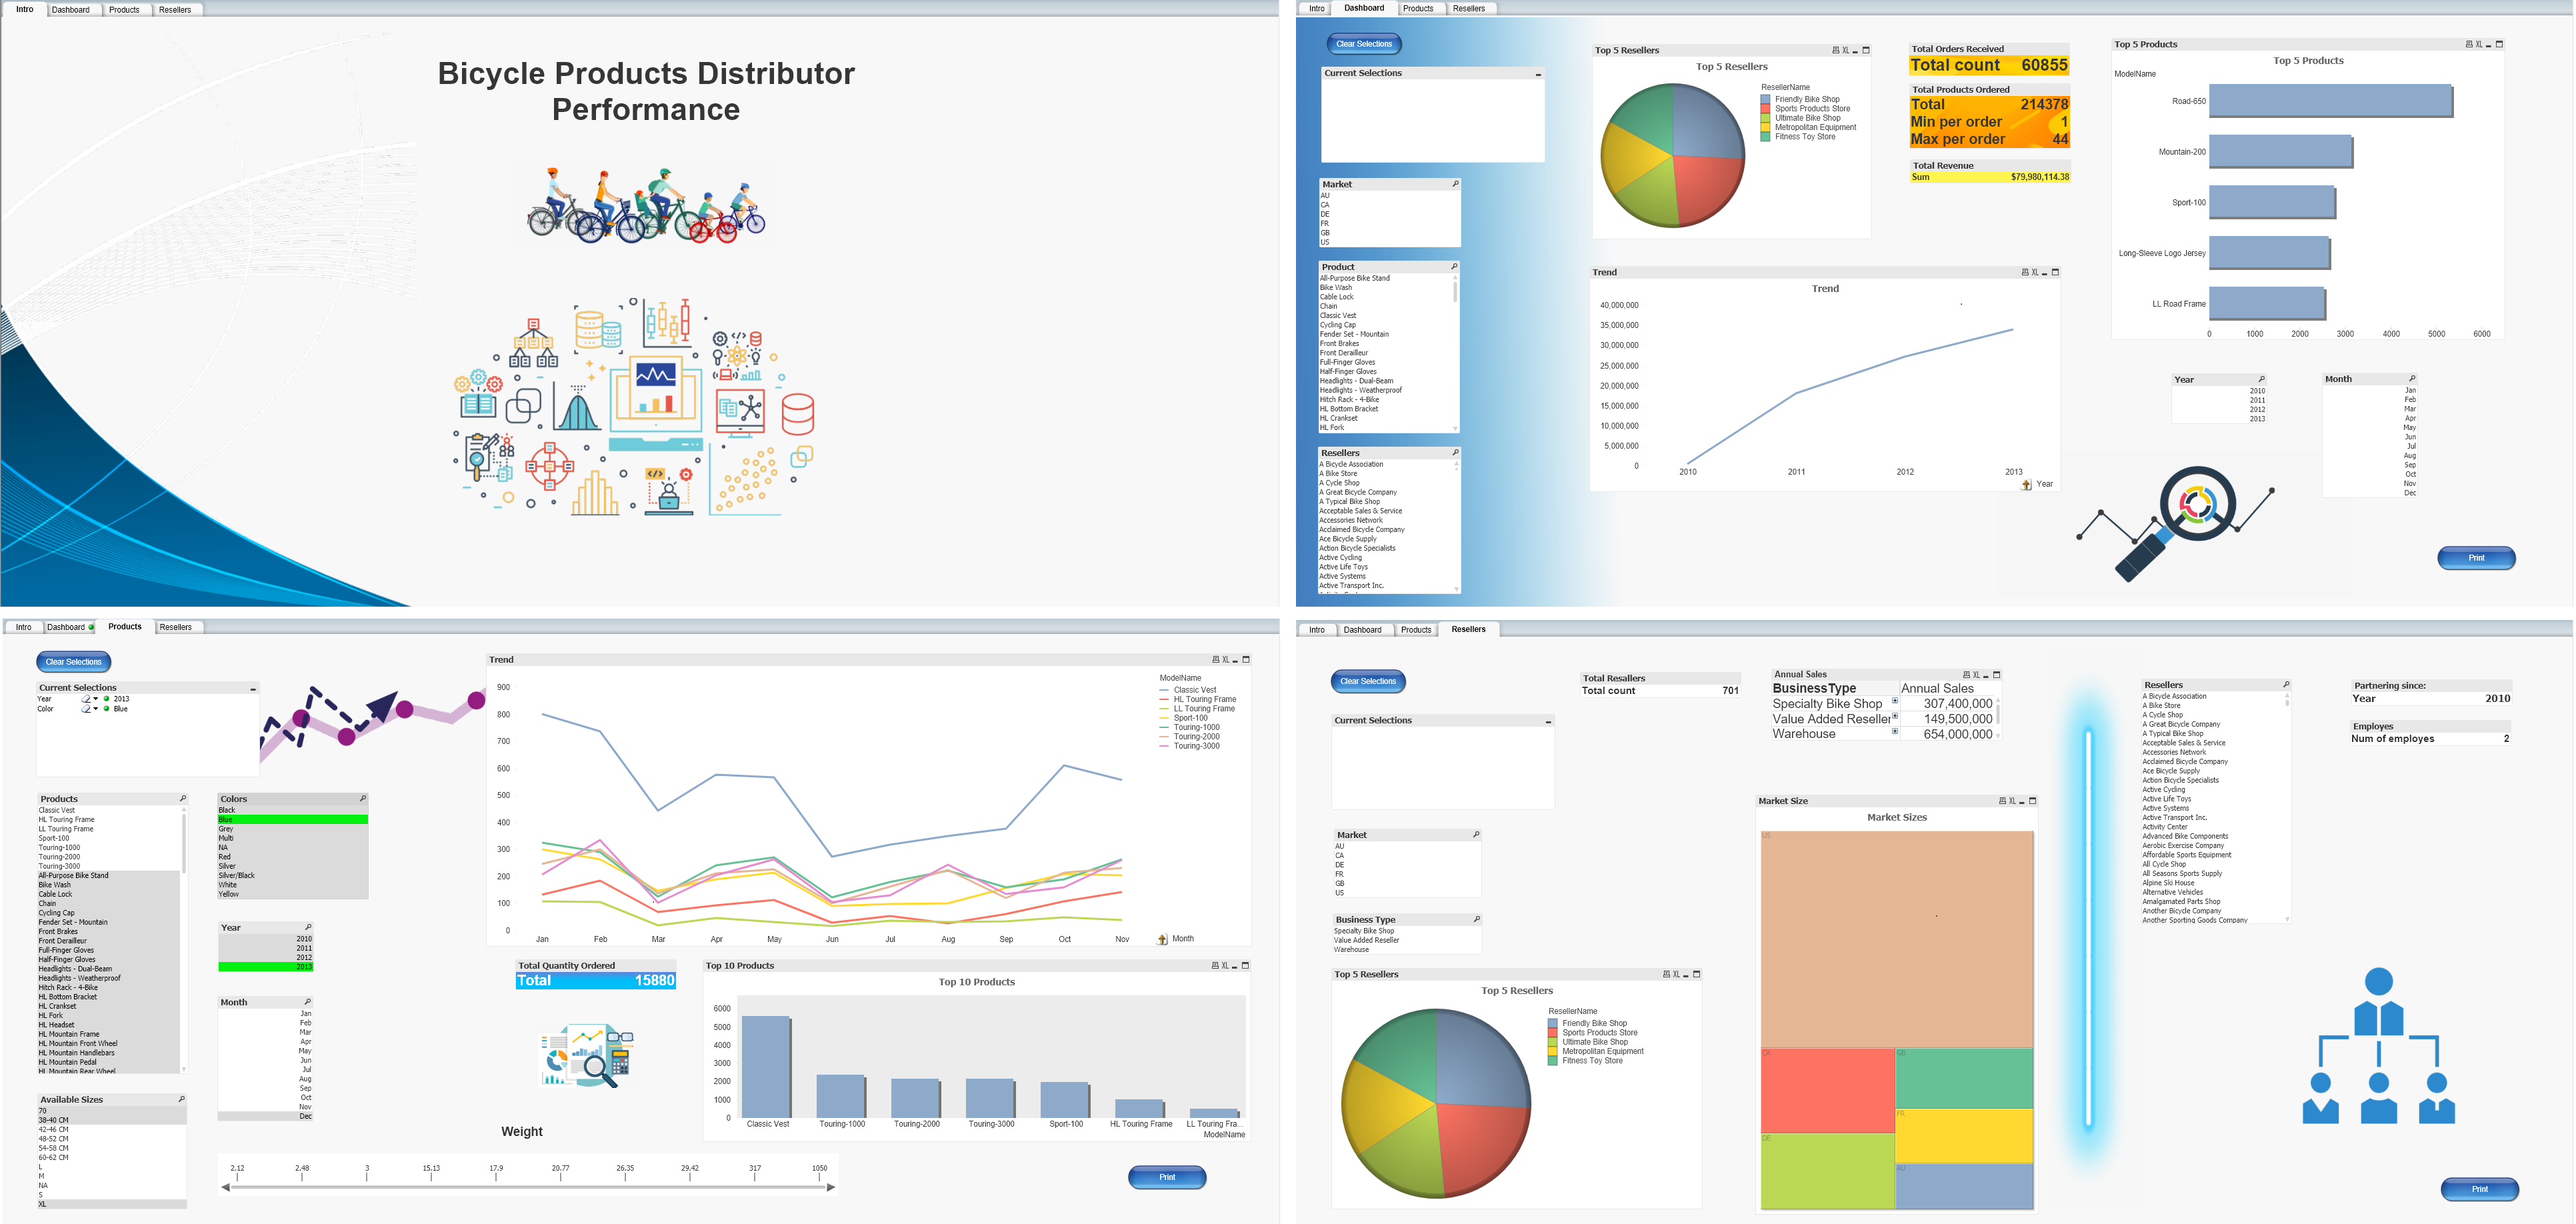 Intro Dashboard Products Resellers
Bicycle Products Distributor
Performance
Intro Dashboard Products Resellers
Clear Selections
Current Selections
Market
AU
CA
DE
FR
GB
US
Product
All-Purpose Bike Stand
Bike Wash
Cable Lock
Chain
Classic Vest
Cycling Cap
Fender Set - Mountain
Front Brakes
Front Derailleur
Full-Finger Gloves
Half-Finger Gloves
Headlights - Dual-Beam
Headlights - Weatherproof
Hitch Rack - 4-Bike
HL Bottom Bracket
HL Crankset
HL Fork
Resellers
A Bicycle Association
A Bike Store
A Cycle Shop
A Great Bicycle Company
A Typical Bike Shop
Acceptable Sales & Service
Accessories Network
Acclaimed Bicycle Company
Ace Bicycle Supply
Action Bicycle Specialists
Active Cycling
Active Life Toys
Active Systems
Active Transport Inc.
Top 5 Resellers XL
Top 5 Resellers
ResellerName
Friendly Bike Shop
Sports Products Store
Ultimate Bike Shop
Metropolitan Equipment
Fitness Toy Store
Total Orders Received
Total count 60855
Total Products Ordered
Total 214378
Min per order 1
Max per order 44
Total Revenue
Sum $79,980,114.38
Top 5 Products XL
Top 5 Products
ModelName
Road-650
Mountain-200
Sport-100
Long-Sleeve Logo Jersey
LL Road Frame
0 1000 2000 3000 4000 5000 6000
Trend XL
Trend
40,000,000
35,000,000
30,000,000
25,000,000
20,000,000
15,000,000
10,000,000
5,000,000
0
2010 2011 2012 2013
Year
Year
2010
2011
2012
2013
Month
Jan
Feb
Mar
Apr
May
Jun
Jul
Aug
Sep
Oct
Nov
Dec
Print
Intro Dashboard Products Resellers
Clear Selections
Current Selections
Year 2013
Color Blue
Products
Classic Vest
HL Touring Frame
LL Touring Frame
Sport-100
Touring-1000
Touring-2000
Touring-3000
All-Purpose Bike Stand
Bike Wash
Cable Lock
Chain
Cycling Cap
Fender Set - Mountain
Front Brakes
Front Derailleur
Full-Finger Gloves
Half-Finger Gloves
Headlights - Dual-Beam
Headlights - Weatherproof
Hitch Rack - 4-Bike
HL Bottom Bracket
HL Crankset
HL Fork
HL Headset
HL Mountain Frame
HL Mountain Front Wheel
HL Mountain Handlebars
HL Mountain Pedal
HL Mountain Rear Wheel
Available Sizes
70
38-40 CM
42-46 CM
48-52 CM
54-58 CM
60-62 CM
L
M
NA
S
XL
Colors
Black
Blue
Grey
Multi
NA
Red
Silver
Silver/Black
White
Yellow
Year
2010
2011
2012
2013
Month
Jan
Feb
Mar
Apr
May
Jun
Jul
Aug
Sep
Oct
Nov
Dec
Trend XL
900
800
700
600
500
400
300
200
100
0
Jan Feb Mar Apr May Jun Jul Aug Sep Oct Nov
Month
ModelName
Classic Vest
HL Touring Frame
LL Touring Frame
Sport-100
Touring-1000
Touring-2000
Touring-3000
Total Quantity Ordered
Total 15880
Top 10 Products XL
Top 10 Products
6000
5000
4000
3000
2000
1000
0
Classic Vest Touring-1000 Touring-2000 Touring-3000 Sport-100 HL Touring Frame LL Touring Fra...
ModelName
Weight
2.12 2.48 3 15.13 17.9 20.77 26.35 29.42 317 1050
Print
Intro Dashboard Products Resellers
Clear Selections
Current Selections
Market
AU
CA
DE
FR
GB
US
Business Type
Specialty Bike Shop
Value Added Reseller
Warehouse
Top 5 Resellers XL
Top 5 Resellers
ResellerName
Friendly Bike Shop
Sports Products Store
Ultimate Bike Shop
Metropolitan Equipment
Fitness Toy Store
Total Resallers
Total count 701
Annual Sales XL
BusinessType Annual Sales
Specialty Bike Shop 307,400,000
Value Added Reseller 149,500,000
Warehouse 654,000,000
Market Size XL
Market Sizes
US
CA
GB
FR
DE
AU
Resellers
A Bicycle Association
A Bike Store
A Cycle Shop
A Great Bicycle Company
A Typical Bike Shop
Acceptable Sales & Service
Accessories Network
Acclaimed Bicycle Company
Ace Bicycle Supply
Action Bicycle Specialists
Active Cycling
Active Life Toys
Active Systems
Active Transport Inc.
Activity Center
Advanced Bike Components
Aerobic Exercise Company
Affordable Sports Equipment
All Cycle Shop
All Seasons Sports Supply
Alpine Ski House
Alternative Vehicles
Amalgamated Parts Shop
Another Bicycle Company
Another Sporting Goods Company
Partnering since:
Year 2010
Employes
Num of employes 2
Print